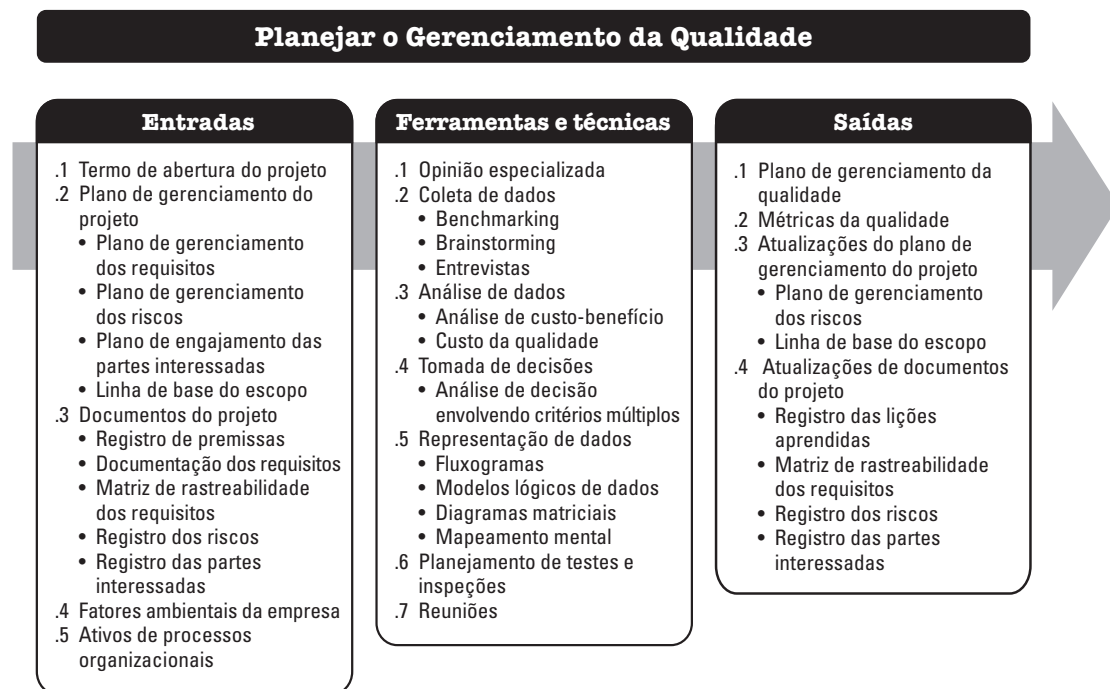 Planejar o Gerenciamento da Qualidade
Entradas
.1 Termo de abertura do projeto
.2 Plano de gerenciamento do
projeto
• Plano de gerenciamento
dos requisitos
• Plano de gerenciamento
dos riscos
• Plano de engajamento das
partes interessadas
• Linha de base do escopo
.3 Documentos do projeto
• Registro de premissas
• Documentação dos requisitos
• Matriz de rastreabilidade
dos requisitos
• Registro dos riscos
• Registro das partes
interessadas
.4 Fatores ambientais da empresa
.5 Ativos de processos
organizacionais
Ferramentas e técnicas
.1 Opinião especializada
.2 Coleta de dados
• Benchmarking
• Brainstorming
• Entrevistas
.3 Análise de dados
• Análise de custo-benefício
• Custo da qualidade
.4 Tomada de decisões
• Análise de decisão
envolvendo critérios múltiplos
.5 Representação de dados
• Fluxogramas
• Modelos lógicos de dados
• Diagramas matriciais
• Mapeamento mental
.6 Planejamento de testes e
inspeções
.7 Reuniões
Saídas
.1 Plano de gerenciamento da
qualidade
.2 Métricas da qualidade
.3 Atualizações do plano de
gerenciamento do projeto
• Plano de gerenciamento
dos riscos
• Linha de base do escopo
.4 Atualizações de documentos
do projeto
• Registro das lições
aprendidas
• Matriz de rastreabilidade
dos requisitos
• Registro dos riscos
• Registro das partes
interessadas